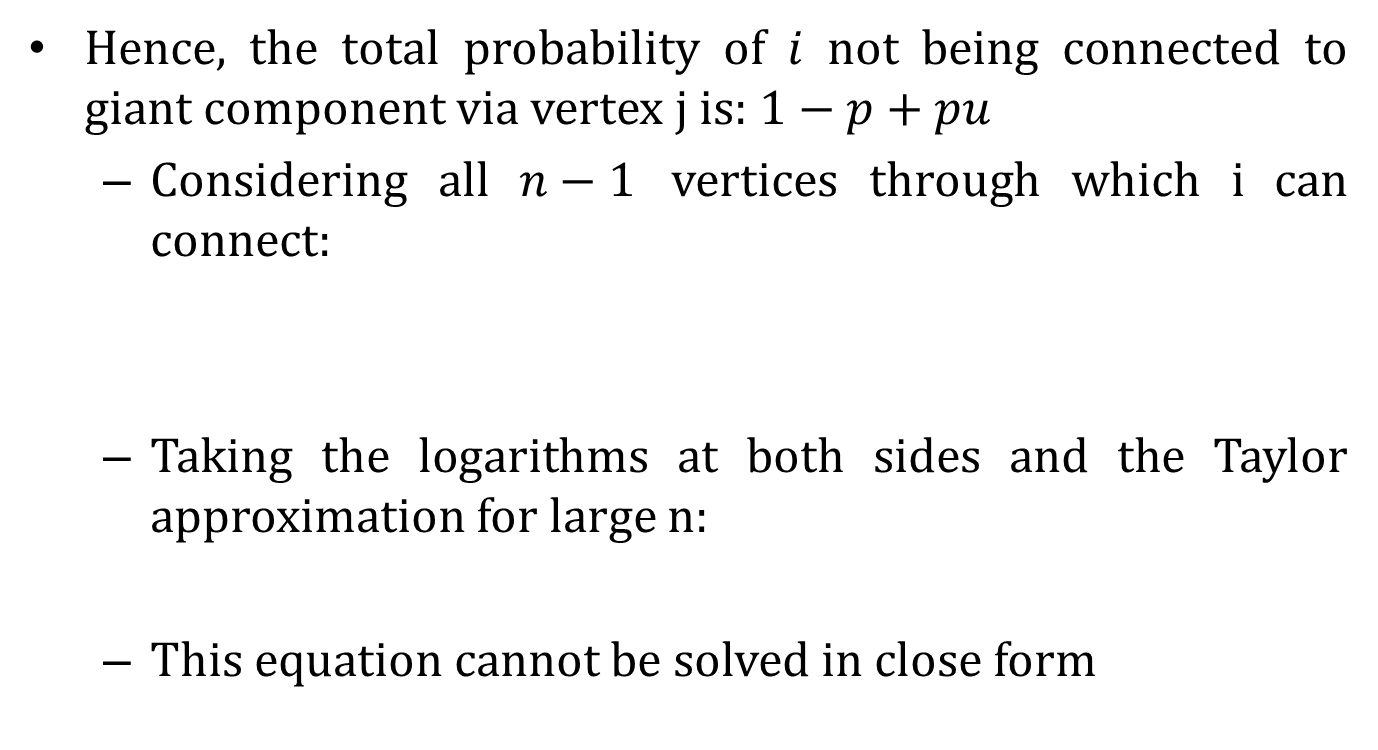 • Hence, the total probability of i not being connected to
giant component via vertex j is: 1 − p + pu
– Considering all n − 1 vertices through which i can
connect:
– Taking the logarithms at both sides and the Taylor
approximation for large n:
– This equation cannot be solved in close form